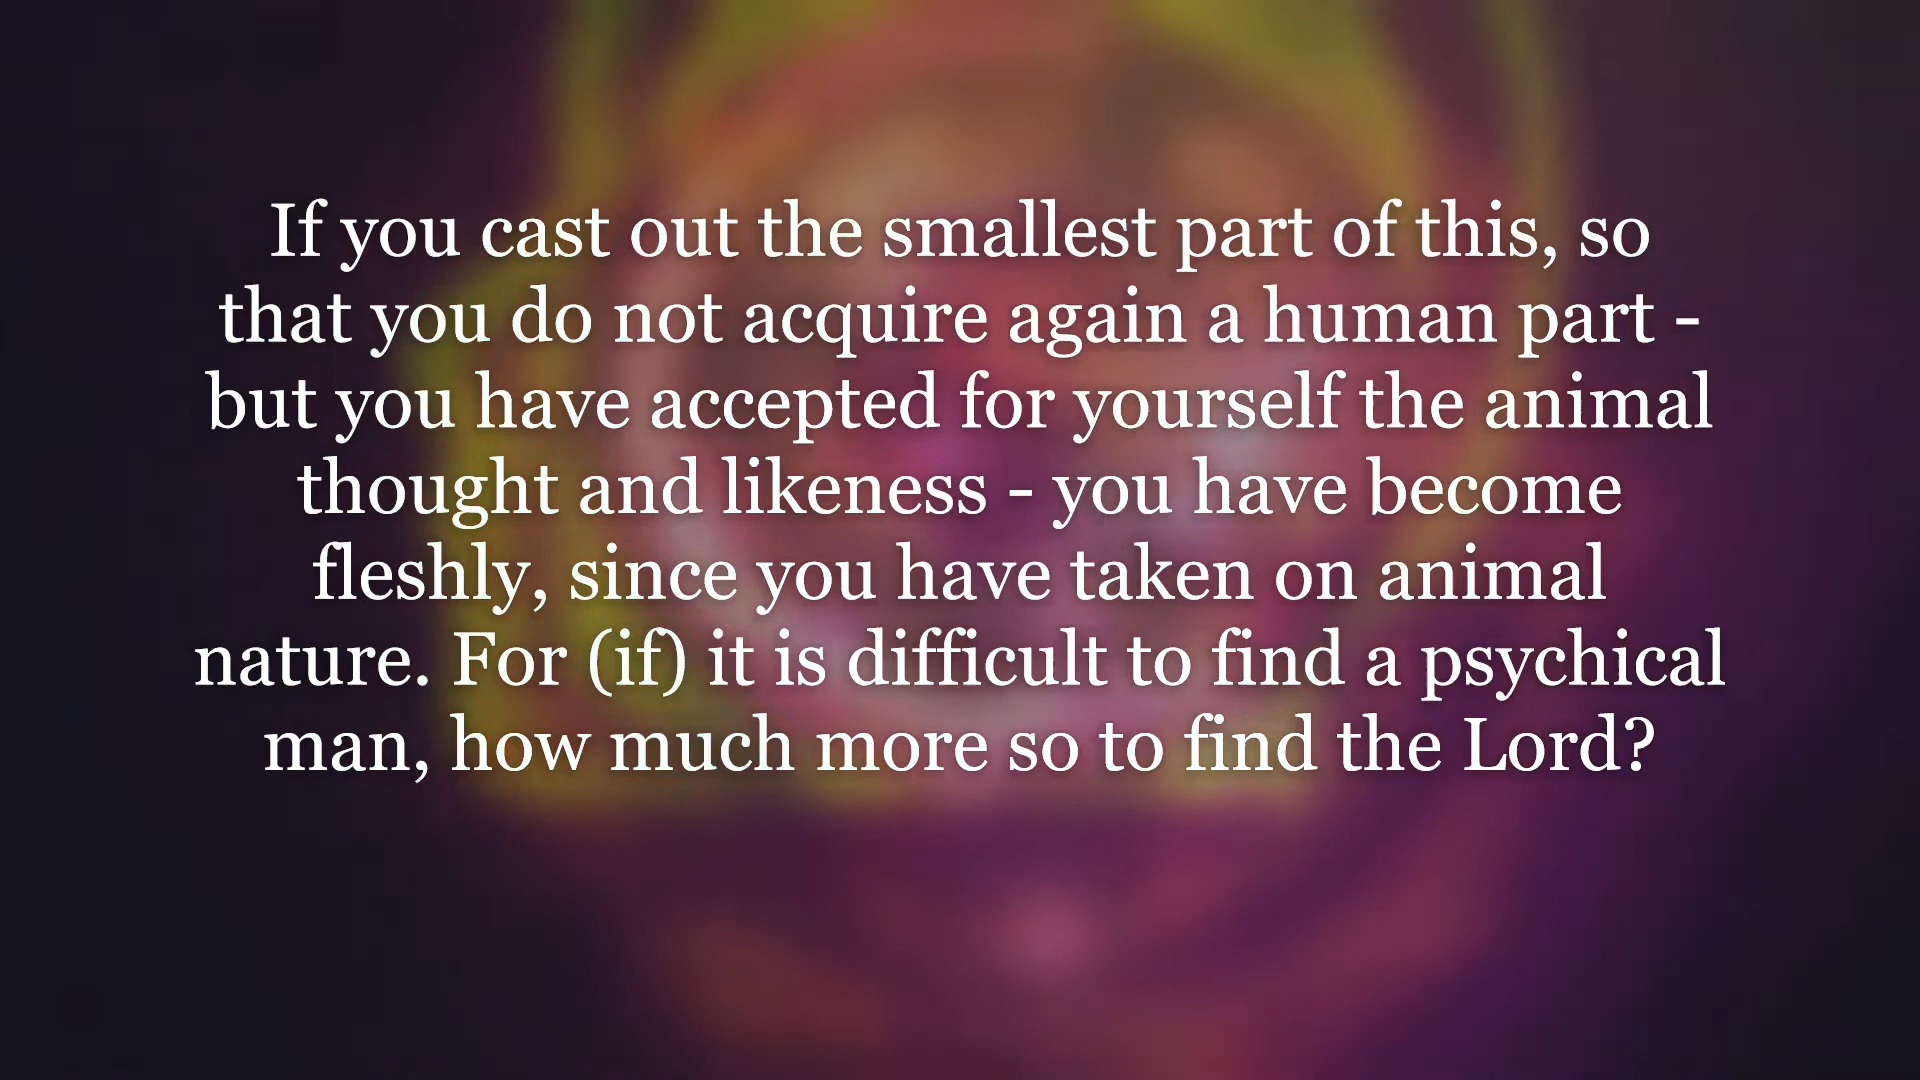 If you cast out the smallest part of this, so
that you do not acquire again a human part -
but you have accepted for yourself the animal
thought and likeness - you have become
fleshly, since you have taken on animal
nature. For (if) it is difficult to find a psychical
man, how much more so to find the Lord?